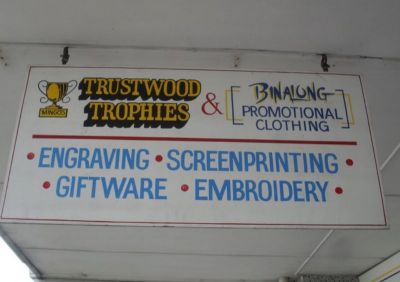 MINGOS
TRUSTWOOD TROPHIES
&
BINALONG
PROMOTIONAL
CLOTHING
• ENGRAVING • SCREENPRINTING •
• GIFTWARE • EMBROIDERY •